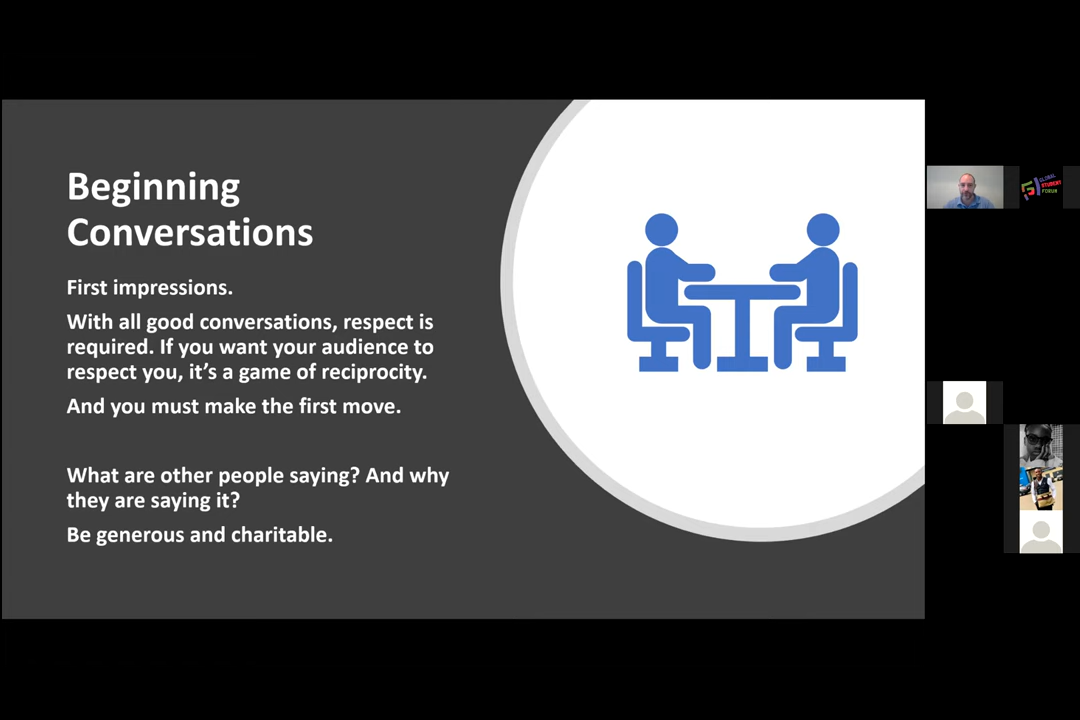 Beginning
Conversations
First impressions.
With all good conversations, respect is
required. If you want your audience to
respect you, it’s a game of reciprocity.
And you must make the first move.
What are other people saying? And why
they are saying it?
Be generous and charitable.
GLOBAL
STUDENT
FORUM